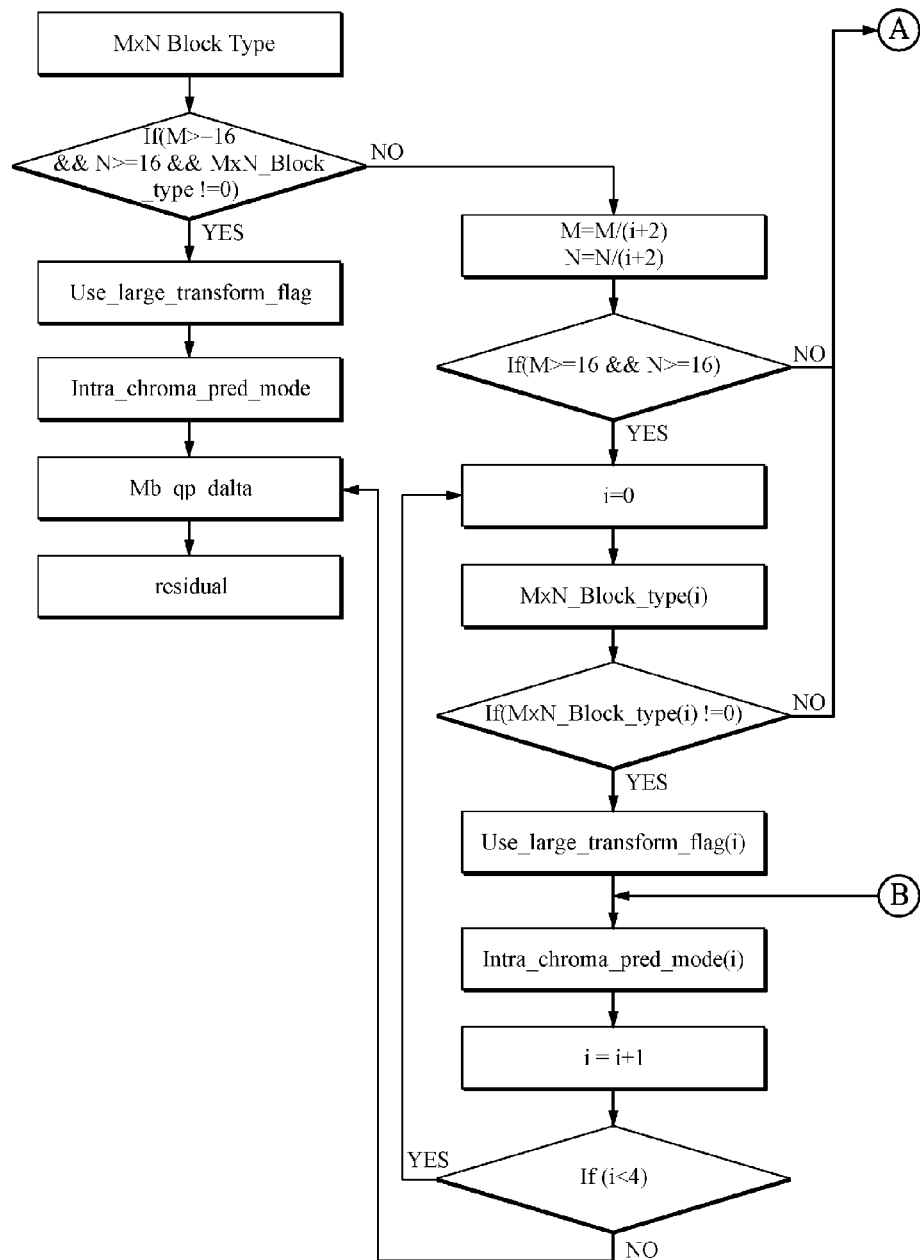 MxN Block Type
A
If(M>−16
&& N>=16 && MxN_Block
_type !=0)
NO
YES
M=M/(i+2)
N=N/(i+2)
Use_large_transform_flag
If(M>=16 && N>=16)
NO
Intra_chroma_pred_mode
YES
Mb_qp_dalta
i=0
residual
MxN_Block_type(i)
If(MxN_Block_type(i) !=0)
NO
YES
Use_large_transform_flag(i)
B
Intra_chroma_pred_mode(i)
i = i+1
YES
If (i<4)
NO